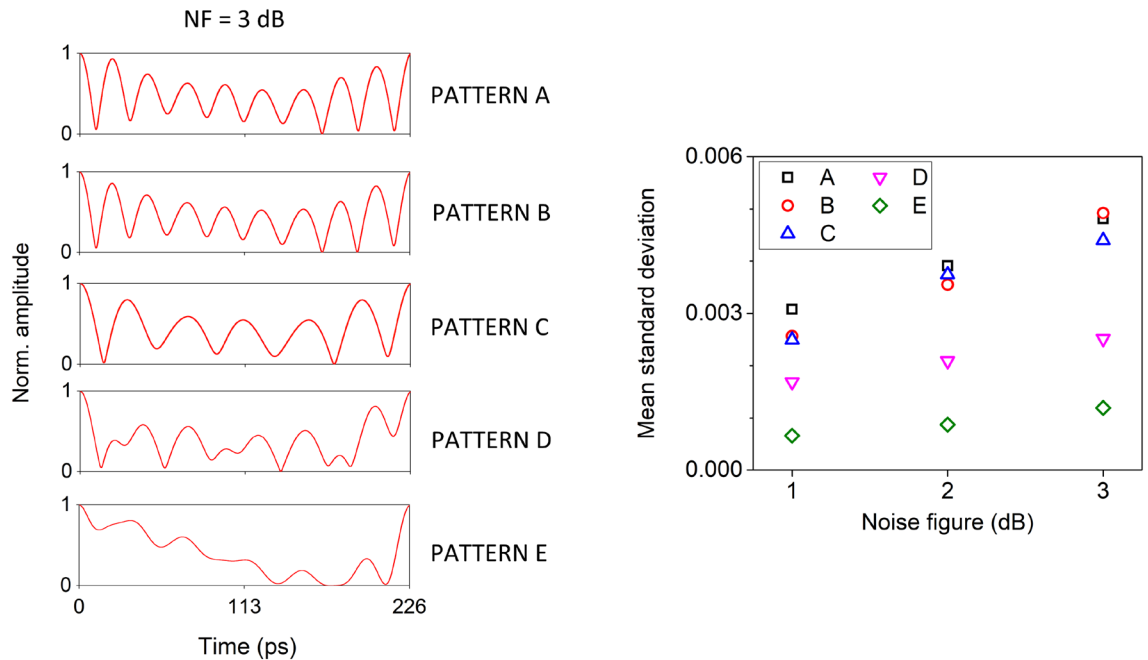 NF = 3 dB
1
0
PATTERN A
1
0
PATTERN B
1
0
PATTERN C
1
0
PATTERN D
1
0
PATTERN E
0 113 226
Time (ps)
Norm. amplitude
0.006
0.003
0.000
A D
B E
C
1 2 3
Noise figure (dB)
Mean standard deviation